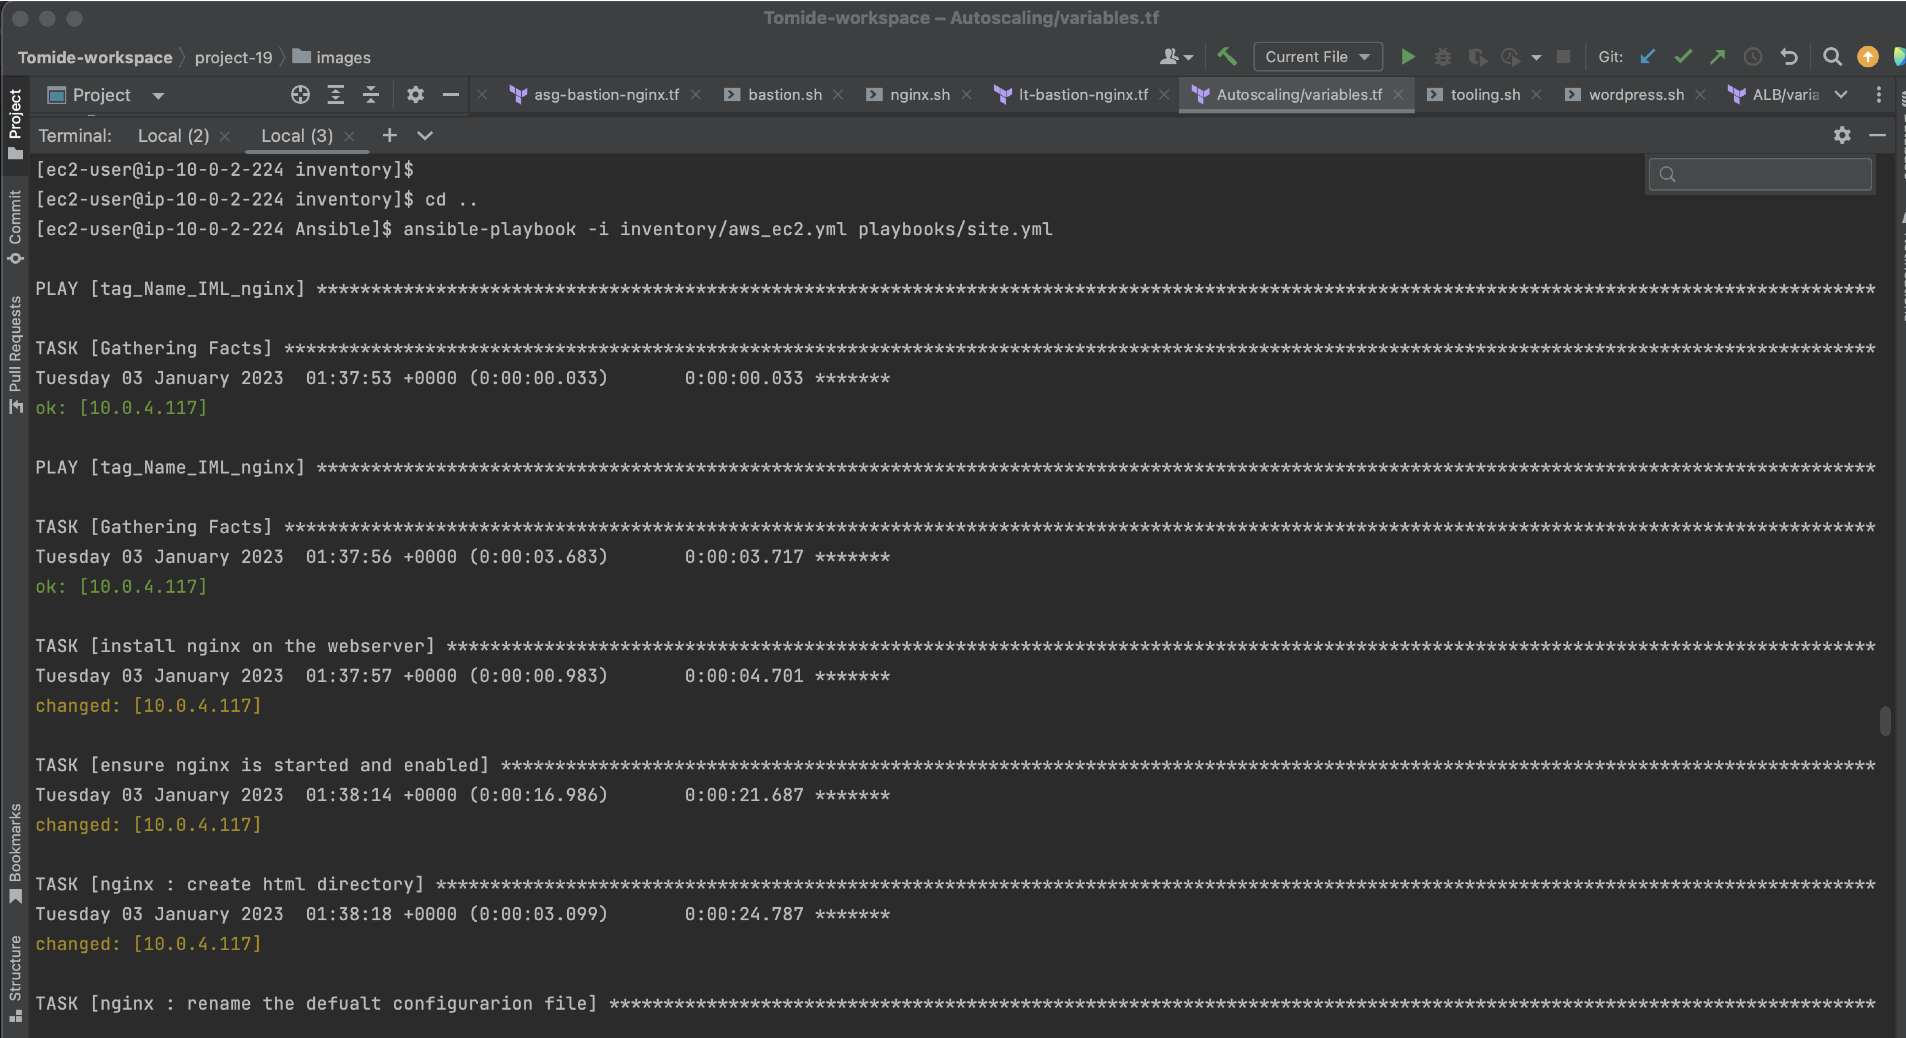 Tomide-workspace – Autoscaling/variables.tf
Tomide-workspace project-19 images
Current File
Git:
Project
asg-bastion-nginx.tf
bastion.sh
nginx.sh
lt-bastion-nginx.tf
Autoscaling/variables.tf
tooling.sh
wordpress.sh
ALB/varia
Terminal: Local (2) Local (3)
Project
Commit
Pull Requests
Bookmarks
Structure
[ec2-user@ip-10-0-2-224 inventory]$
[ec2-user@ip-10-0-2-224 inventory]$ cd ..
[ec2-user@ip-10-0-2-224 Ansible]$ ansible-playbook -i inventory/aws_ec2.yml playbooks/site.yml
PLAY [tag_Name_IML_nginx] ************************************************************************************************************************************************
TASK [Gathering Facts] ***************************************************************************************************************************************************
Tuesday 03 January 2023  01:37:53 +0000 (0:00:00.033)       0:00:00.033 *******
ok: [10.0.4.117]
PLAY [tag_Name_IML_nginx] ************************************************************************************************************************************************
TASK [Gathering Facts] ***************************************************************************************************************************************************
Tuesday 03 January 2023  01:37:56 +0000 (0:00:03.683)       0:00:03.717 *******
ok: [10.0.4.117]
TASK [install nginx on the webserver] ************************************************************************************************************************************
Tuesday 03 January 2023  01:37:57 +0000 (0:00:00.983)       0:00:04.701 *******
changed: [10.0.4.117]
TASK [ensure nginx is started and enabled] *******************************************************************************************************************************
Tuesday 03 January 2023  01:38:14 +0000 (0:00:16.986)       0:00:21.687 *******
changed: [10.0.4.117]
TASK [nginx : create html directory] *************************************************************************************************************************************
Tuesday 03 January 2023  01:38:18 +0000 (0:00:03.099)       0:00:24.787 *******
changed: [10.0.4.117]
TASK [nginx : rename the defualt configurarion file] *********************************************************************************************************************